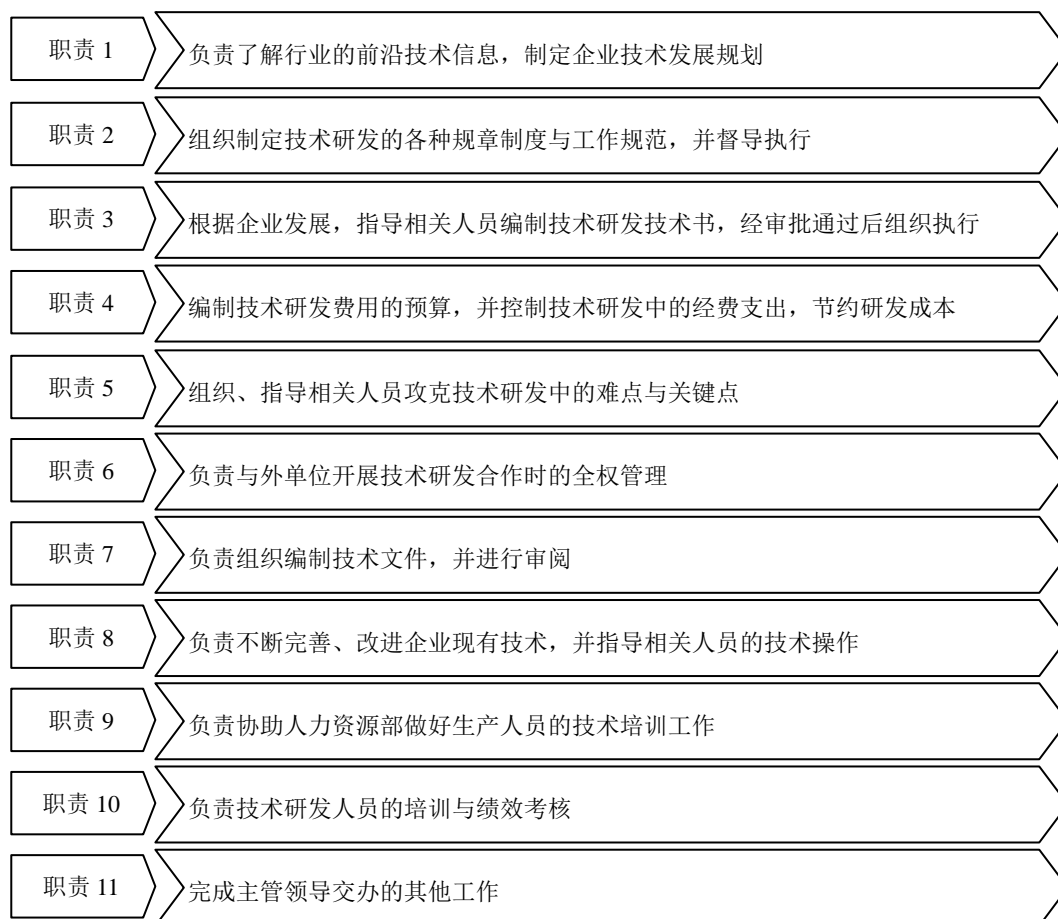 职责 1
负责了解行业的前沿技术信息，制定企业技术发展规划
职责 2
组织制定技术研发的各种规章制度与工作规范，并督导执行
职责 3
根据企业发展，指导相关人员编制技术研发技术书，经审批通过后组织执行
职责 4
编制技术研发费用的预算，并控制技术研发中的经费支出，节约研发成本
职责 5
组织、指导相关人员攻克技术研发中的难点与关键点
职责 6
负责与外单位开展技术研发合作时的全权管理
职责 7
负责组织编制技术文件，并进行审阅
职责 8
负责不断完善、改进企业现有技术，并指导相关人员的技术操作
职责 9
负责协助人力资源部做好生产人员的技术培训工作
职责 10
负责技术研发人员的培训与绩效考核
职责 11
完成主管领导交办的其他工作